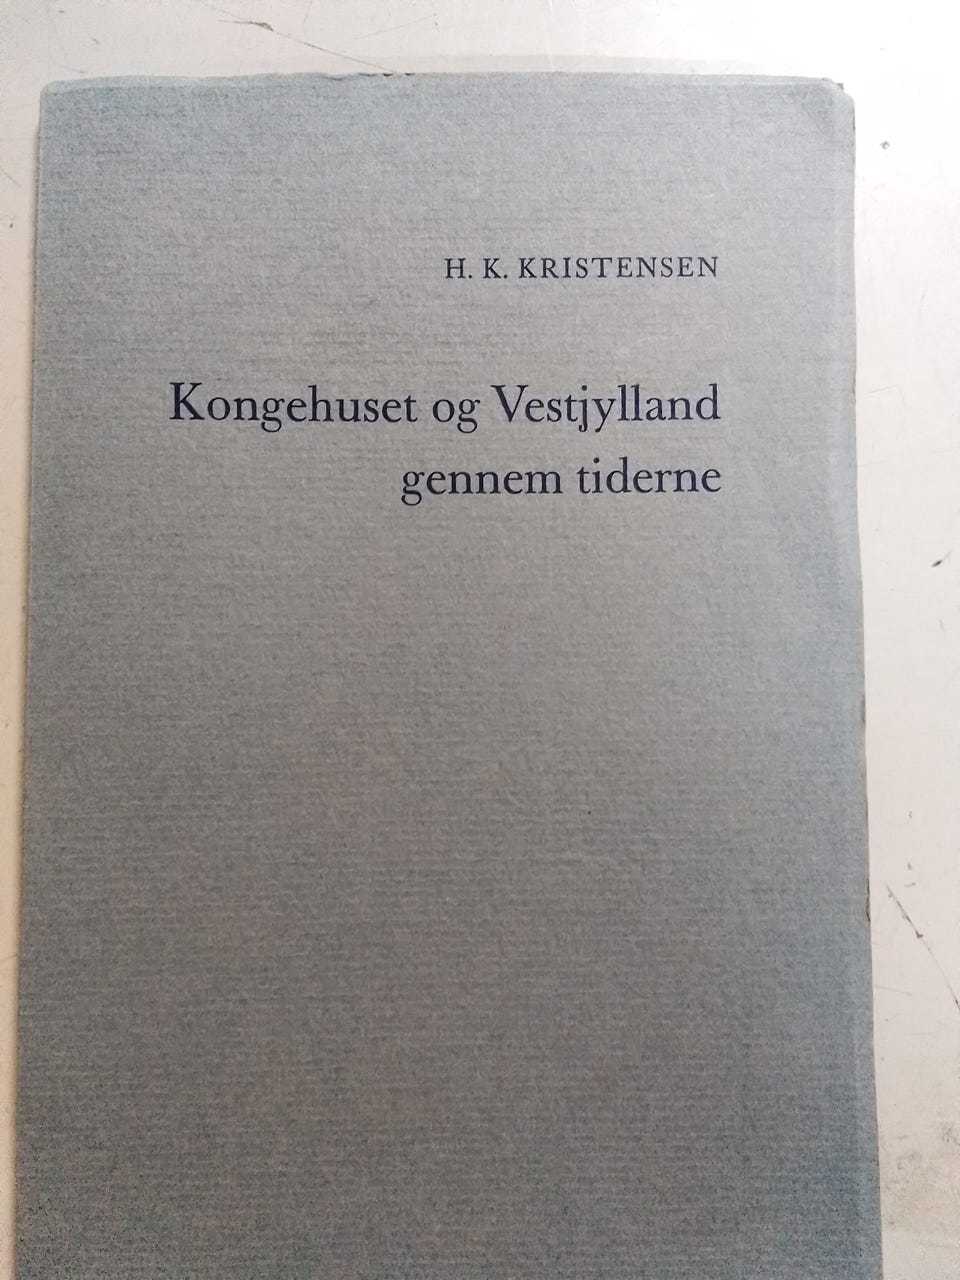 H. K. KRISTENSEN
Kongehuset og Vestjylland
gennem tiderne